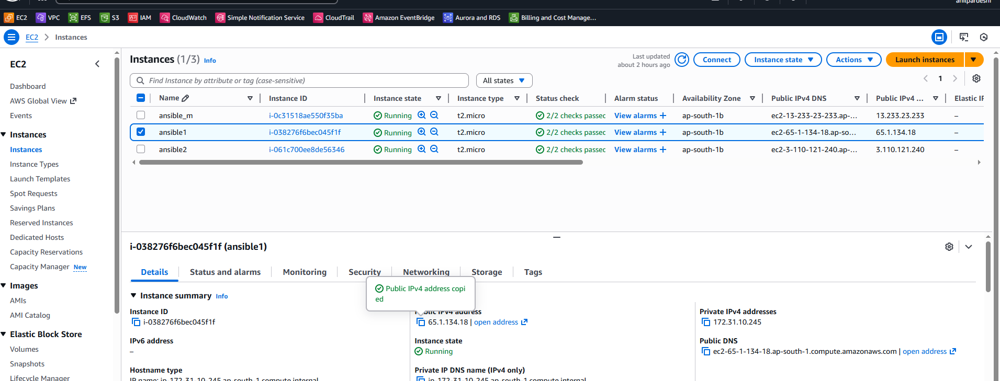 anilpardeshi
EC2 VPC EFS S3 IAM CloudWatch Simple Notification Service CloudTrail Amazon EventBridge Aurora and RDS Billing and Cost Manage...
EC2 > Instances
EC2
Dashboard
AWS Global View
Events
Instances
Instances
Instance Types
Launch Templates
Spot Requests
Savings Plans
Reserved Instances
Dedicated Hosts
Capacity Reservations
Capacity Manager New
Images
AMIs
AMI Catalog
Elastic Block Store
Volumes
Snapshots
Lifecycle Manager
Instances (1/3) Info
Last updated
about 2 hours ago
Connect Instance state Actions Launch instances
Find Instance by attribute or tag (case-sensitive) All states
1
Name Instance ID Instance state Instance type Status check Alarm status Availability Zone Public IPv4 DNS Public IPv4 ... Elastic IP
ansible_m i-0c31518ae550f35ba Running t2.micro 2/2 checks passed View alarms + ap-south-1b ec2-13-233-23-233.ap-... 13.233.23.233 –
ansible1 i-038276f6bec045f1f Running t2.micro 2/2 checks passed View alarms + ap-south-1b ec2-65-1-134-18.ap-so... 65.1.134.18 –
ansible2 i-061c700ee8de56346 Running t2.micro 2/2 checks passed View alarms + ap-south-1b ec2-3-110-121-240.ap-... 3.110.121.240 –
i-038276f6bec045f1f (ansible1)
Details Status and alarms Monitoring Security Networking Storage Tags
Public IPv4 address copi
ed
Instance summary Info
Instance ID
i-038276f6bec045f1f
Public IPv4 address
65.1.134.18 | open address
Private IPv4 addresses
172.31.10.245
IPv6 address
–
Instance state
Running
Public DNS
ec2-65-1-134-18.ap-south-1.compute.amazonaws.com | open address
Hostname type
IP name: ip-172-31-10-245.ap-south-1.compute.internal
Private IP DNS name (IPv4 only)
ip-172-31-10-245.ap-south-1.compute.internal